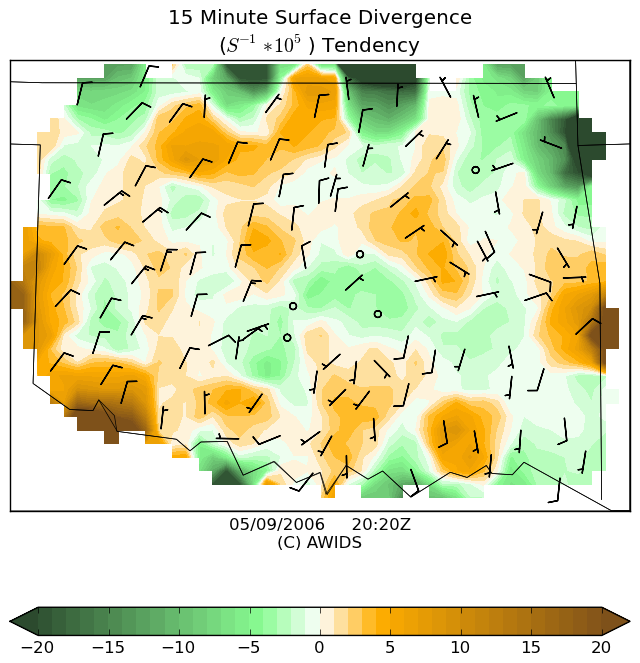 15 Minute Surface Divergence
(S⁻¹ *10⁵ ) Tendency
05/09/2006 20:20Z
(C) AWIDS
−20 −15 −10 −5 0 5 10 15 20